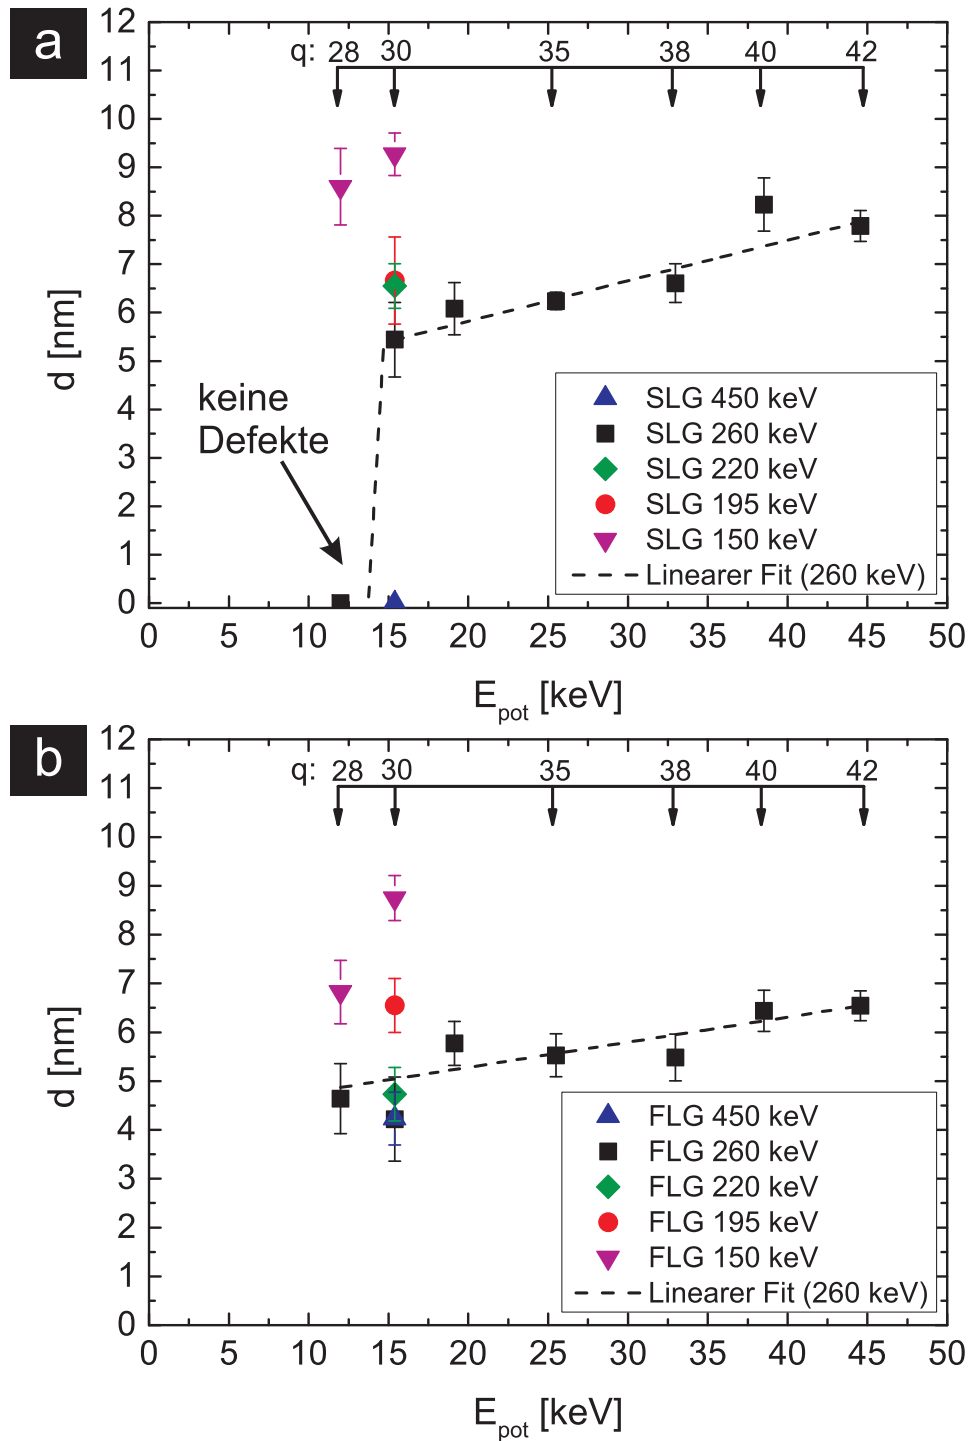 a
12
11
10
9
8
7
6
5
4
3
2
1
0
d [nm]
q: 28 30 35 38 40 42
keine
Defekte
SLG 450 keV
SLG 260 keV
SLG 220 keV
SLG 195 keV
SLG 150 keV
Linearer Fit (260 keV)
0 5 10 15 20 25 30 35 40 45 50
E_pot [keV]
b
12
11
10
9
8
7
6
5
4
3
2
1
0
d [nm]
q: 28 30 35 38 40 42
FLG 450 keV
FLG 260 keV
FLG 220 keV
FLG 195 keV
FLG 150 keV
Linearer Fit (260 keV)
0 5 10 15 20 25 30 35 40 45 50
E_pot [keV]